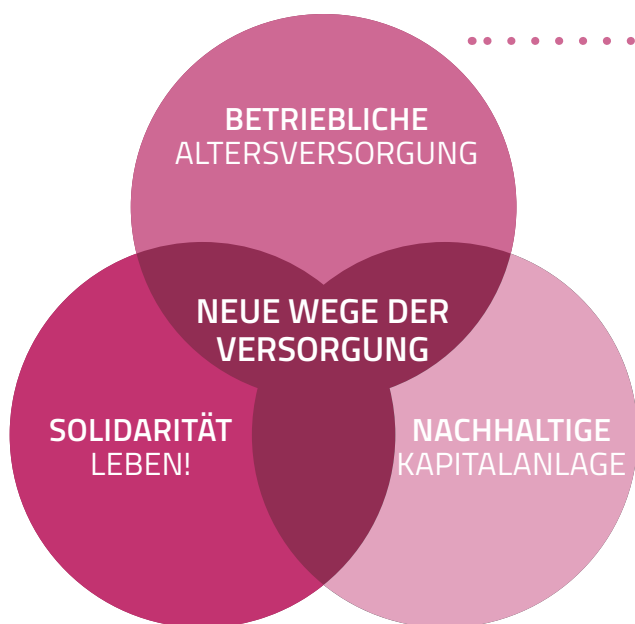 BETRIEBLICHE
ALTERSVERSORGUNG
NEUE WEGE DER
VERSORGUNG
SOLIDARITÄT
LEBEN!
NACHHALTIGE
KAPITALANLAGE